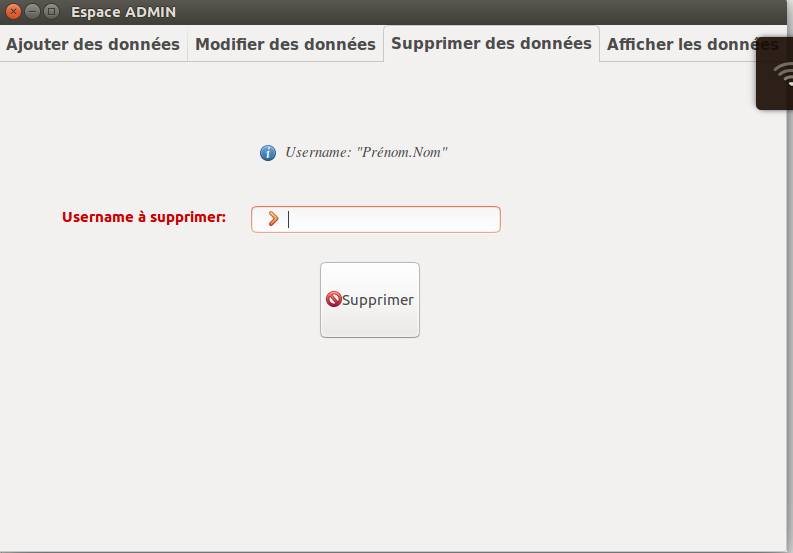 Espace ADMIN
Ajouter des données
Modifier des données
Supprimer des données
Afficher les données
Username: "Prénom.Nom"
Username à supprimer:
Supprimer